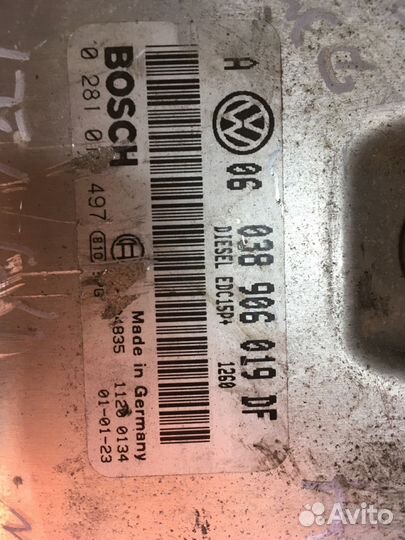 A
06 038 906 019 DF
DIESEL EDC15P+ 1260
BOSCH
0 281 01 497
4835 1120 0134
Made in Germany
01-01-23
Avito